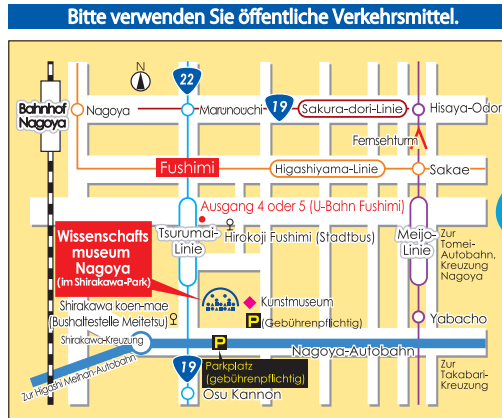 Bitte verwenden Sie öffentliche Verkehrsmittel.
N
22
Bahnhof
Nagoya
Nagoya
Marunouchi
19
Sakura-dori-Linie
Hisaya-Odori
Fernsehturm
Fushimi
Higashiyama-Linie
Sakae
Ausgang 4 oder 5 (U-Bahn Fushimi)
Tsurumai-
Linie
Hirokoji Fushimi (Stadtbus)
Meijo-
Linie
Zur
Tomei-
Autobahn,
Kreuzung
Nagoya
Wissenschafts
museum
Nagoya
(im Shirakawa-Park)
Kunstmuseum
P
(Gebührenpflichtig)
Yabacho
Shirakawa koen-mae
(Bushaltestelle Meitetsu)
Shirakawa-Kreuzung
P
Nagoya-Autobahn
Zur Higashi Meihan-Autobahn
19
Parkplatz
(gebührenpflichtig)
Osu Kannon
Zur
Takabari-
Kreuzung